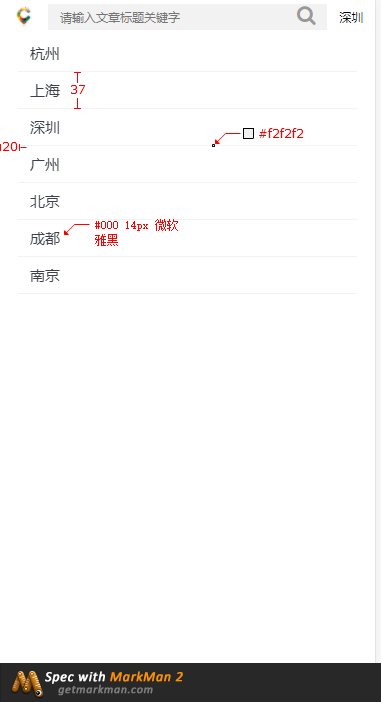 请输入文章标题关键字
深圳
杭州
上海
37
深圳
#f2f2f2
20
广州
北京
#000 14px 微软
雅黑
成都
南京
Spec with MarkMan 2
getmarkman.com